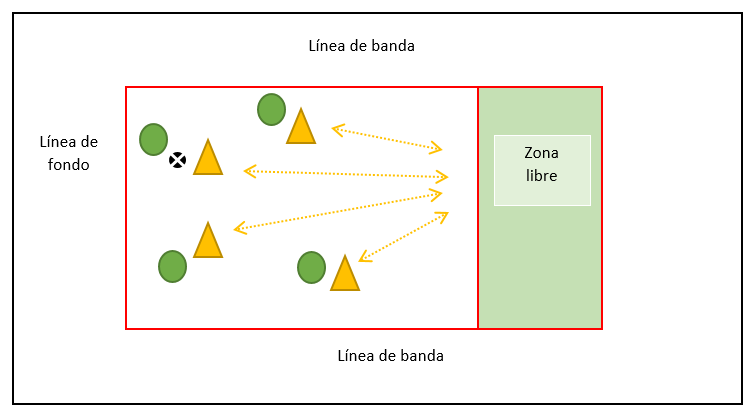 Línea de banda
Línea de
fondo
Zona
libre
Línea de banda